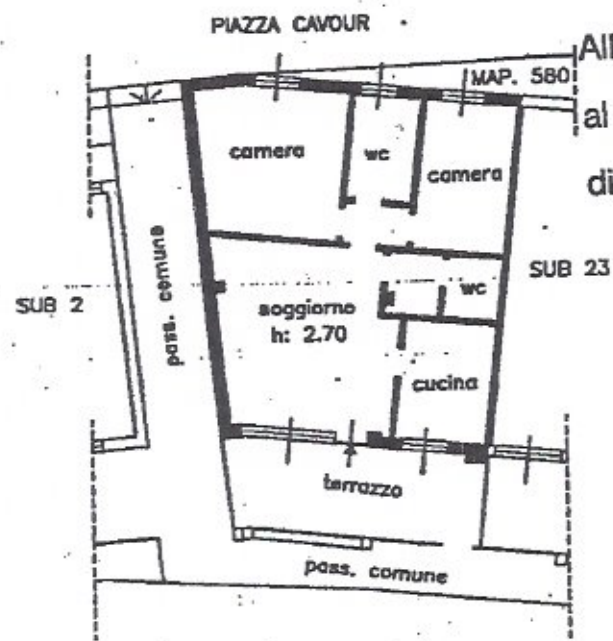 PIAZZA CAVOUR
All
MAP. 580
al
di
camera
wc
camera
SUB 2
pass. comune
soggiorno
h: 2.70
wc
SUB 23
cucina
terrazzo
pass. comune